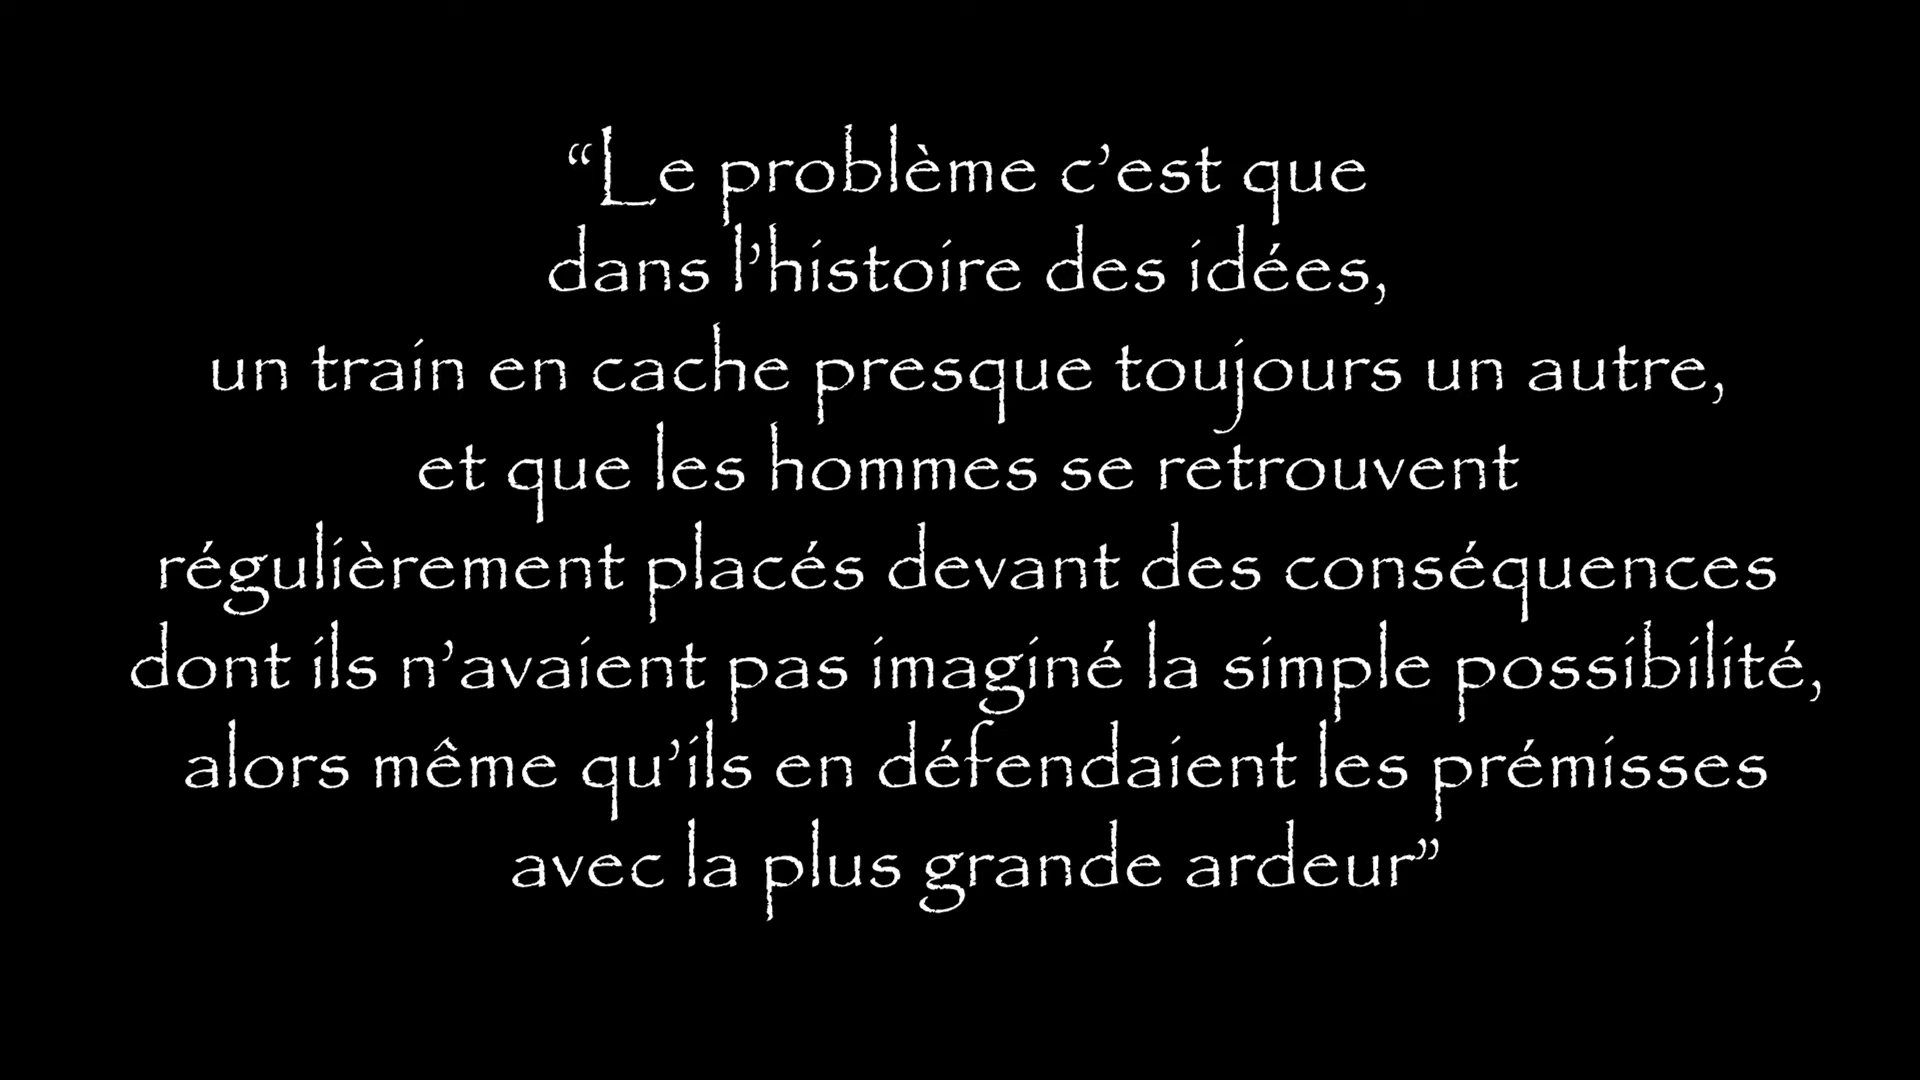 “Le problème c’est que
dans l’histoire des idées,
un train en cache presque toujours un autre,
et que les hommes se retrouvent
régulièrement placés devant des conséquences
dont ils n’avaient pas imaginé la simple possibilité,
alors même qu’ils en défendaient les prémisses
avec la plus grande ardeur”